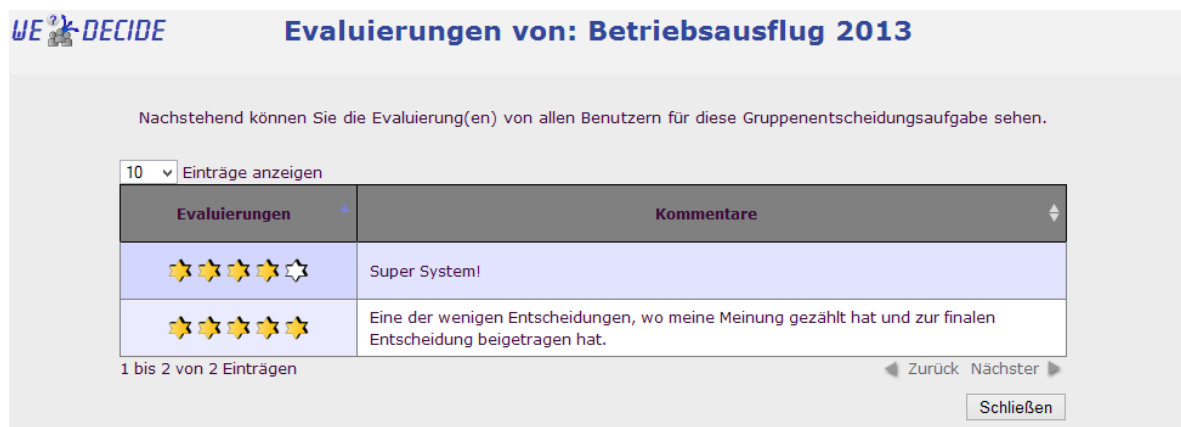 WE DECIDE
Evaluierungen von: Betriebsausflug 2013
Nachstehend können Sie die Evaluierung(en) von allen Benutzern für diese Gruppenentscheidungsaufgabe sehen.
10 Einträge anzeigen
Evaluierungen Kommentare
Super System!
Eine der wenigen Entscheidungen, wo meine Meinung gezählt hat und zur finalen
Entscheidung beigetragen hat.
1 bis 2 von 2 Einträgen Zurück Nächster
Schließen